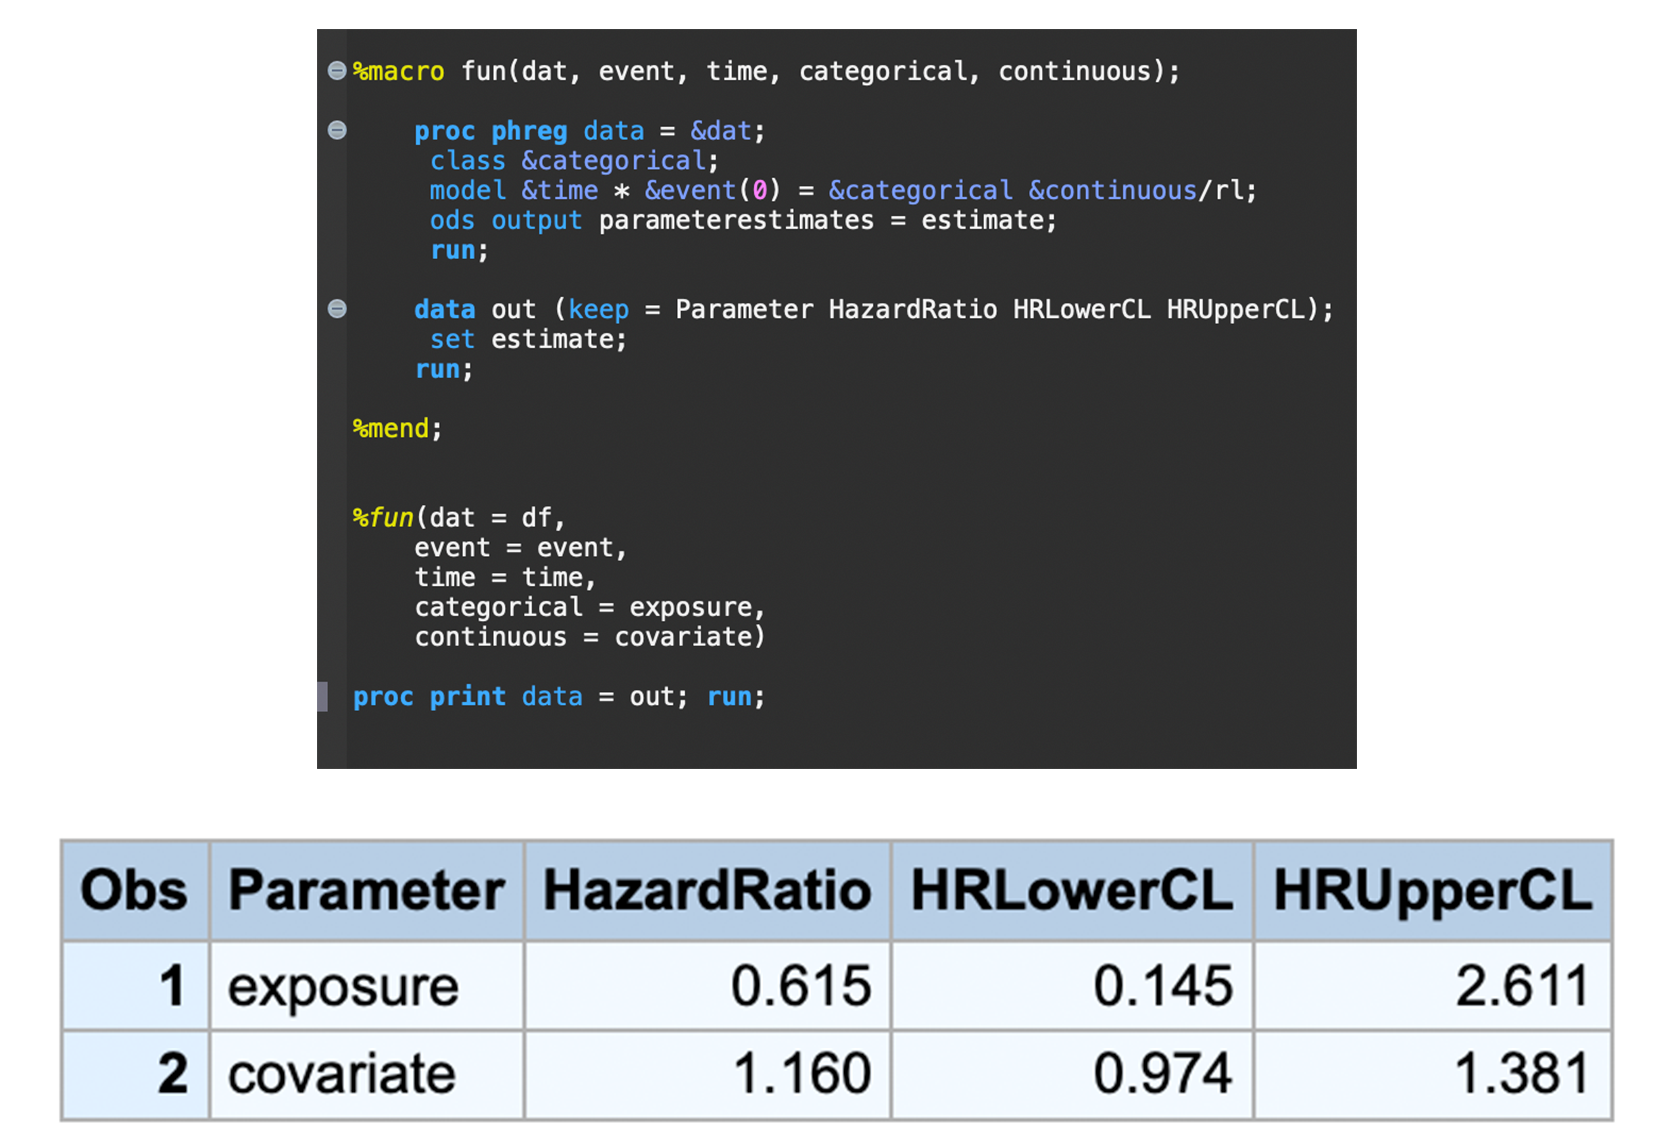 %macro fun(dat, event, time, categorical, continuous);
proc phreg data = &dat;
class &categorical;
model &time * &event(0) = &categorical &continuous/rl;
ods output parameterestimates = estimate;
run;
data out (keep = Parameter HazardRatio HRLowerCL HRUpperCL);
set estimate;
run;
%mend;
%fun(dat = df,
event = event,
time = time,
categorical = exposure,
continuous = covariate)
proc print data = out; run;
Obs Parameter HazardRatio HRLowerCL HRUpperCL
1 exposure 0.615 0.145 2.611
2 covariate 1.160 0.974 1.381